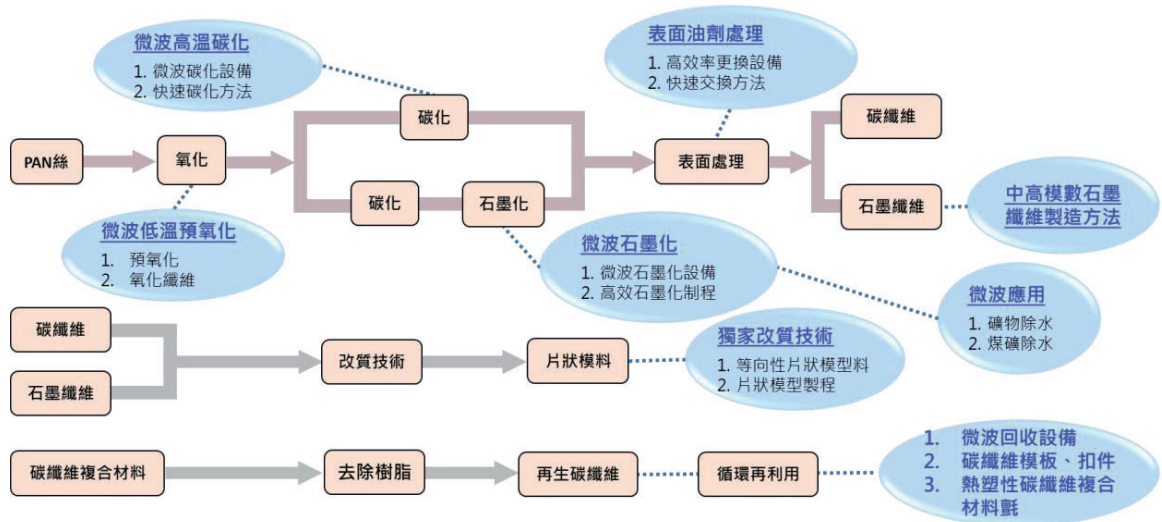 微波高溫碳化
1. 微波碳化設備
2. 快速碳化方法
表面油劑處理
1. 高效率更換設備
2. 快速交換方法
碳化
碳纖維
PAN絲
氧化
表面處理
碳化
石墨化
石墨纖維
中高模數石墨
纖維製造方法
微波低溫預氧化
1. 預氧化
2. 氧化纖維
微波石墨化
1. 微波石墨化設備
2. 高效石墨化制程
微波應用
1. 礦物除水
2. 煤礦除水
碳纖維
石墨纖維
改質技術
片狀模料
獨家改質技術
1. 等向性片狀模型料
2. 片狀模型製程
碳纖維複合材料
去除樹脂
再生碳纖維
循環再利用
1. 微波回收設備
2. 碳纖維模板、扣件
3. 熱塑性碳纖維複合
材料氈